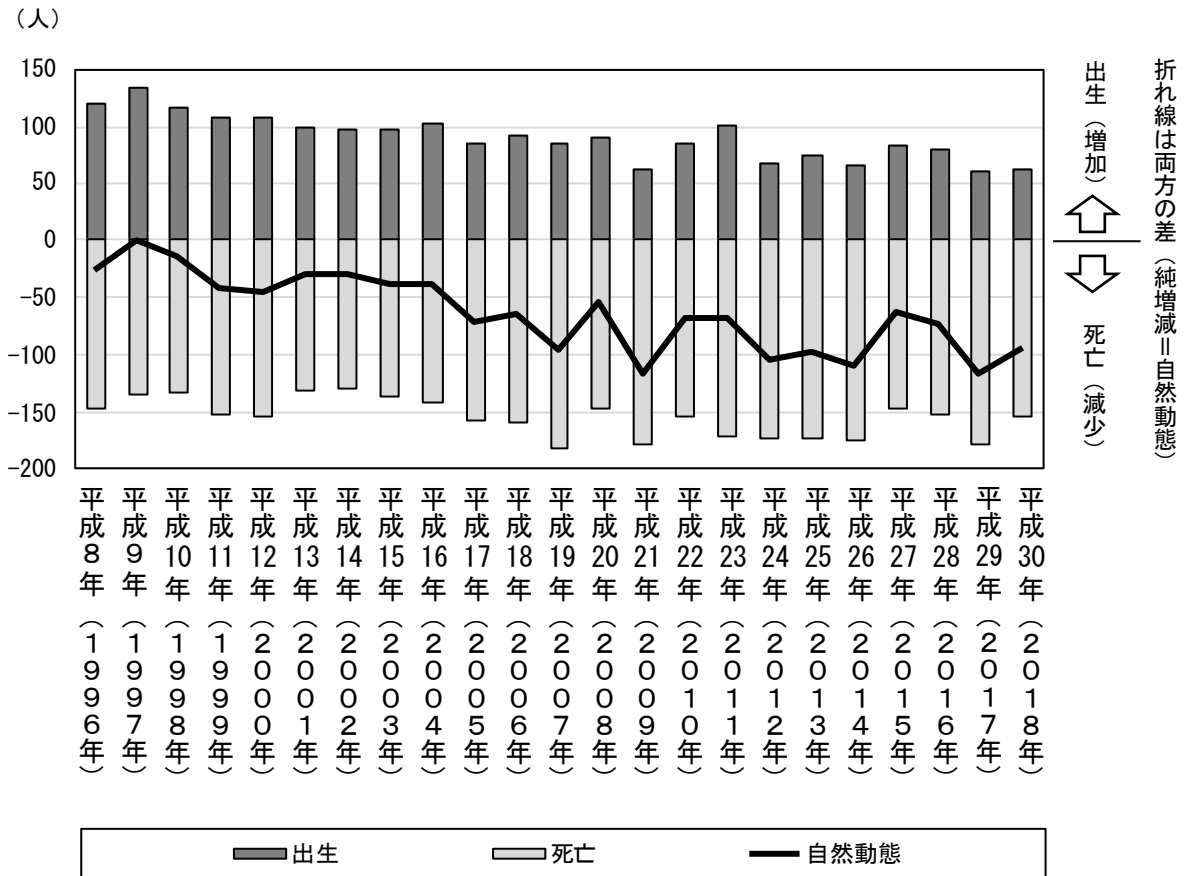 （人）
150
100
50
0
-50
-100
-150
-200
出生（増加）
死亡（減少）
折れ線は両方の差（純増減＝自然動態）
平成8年（1996年）
平成9年（1997年）
平成10年（1998年）
平成11年（1999年）
平成12年（2000年）
平成13年（2001年）
平成14年（2002年）
平成15年（2003年）
平成16年（2004年）
平成17年（2005年）
平成18年（2006年）
平成19年（2007年）
平成20年（2008年）
平成21年（2009年）
平成22年（2010年）
平成23年（2011年）
平成24年（2012年）
平成25年（2013年）
平成26年（2014年）
平成27年（2015年）
平成28年（2016年）
平成29年（2017年）
平成30年（2018年）
出生 死亡 自然動態